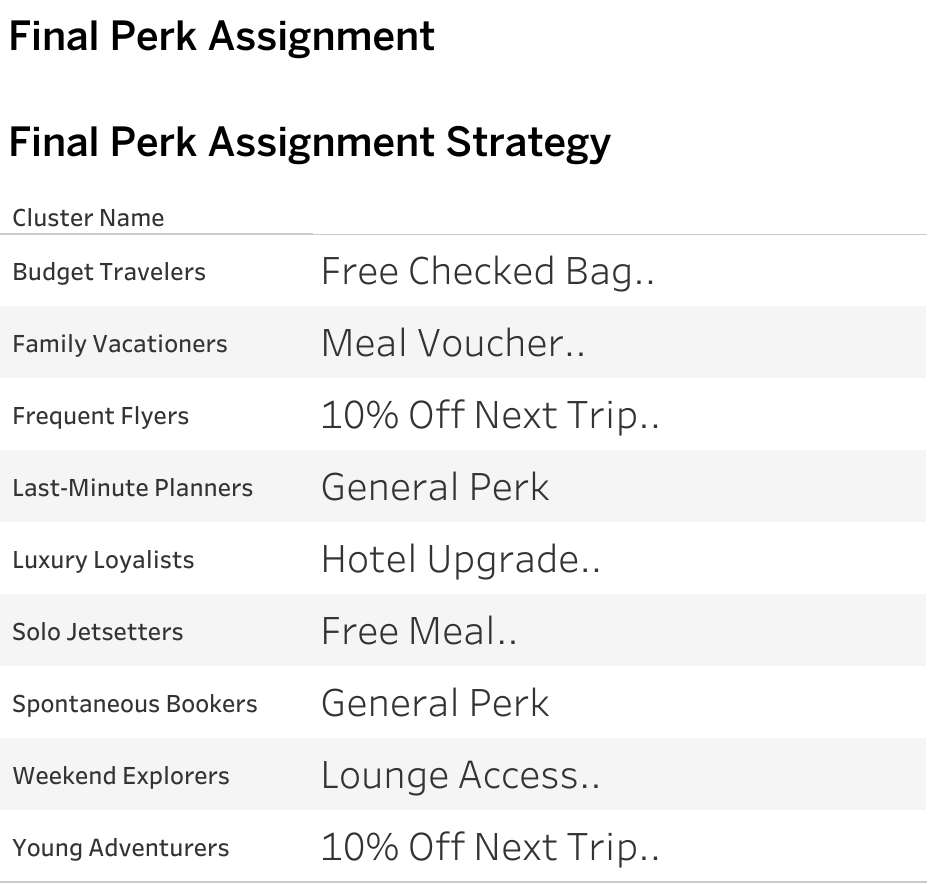 Final Perk Assignment
Final Perk Assignment Strategy
Cluster Name
Budget Travelers Free Checked Bag..
Family Vacationers Meal Voucher..
Frequent Flyers 10% Off Next Trip..
Last-Minute Planners General Perk
Luxury Loyalists Hotel Upgrade..
Solo Jetsetters Free Meal..
Spontaneous Bookers General Perk
Weekend Explorers Lounge Access..
Young Adventurers 10% Off Next Trip..